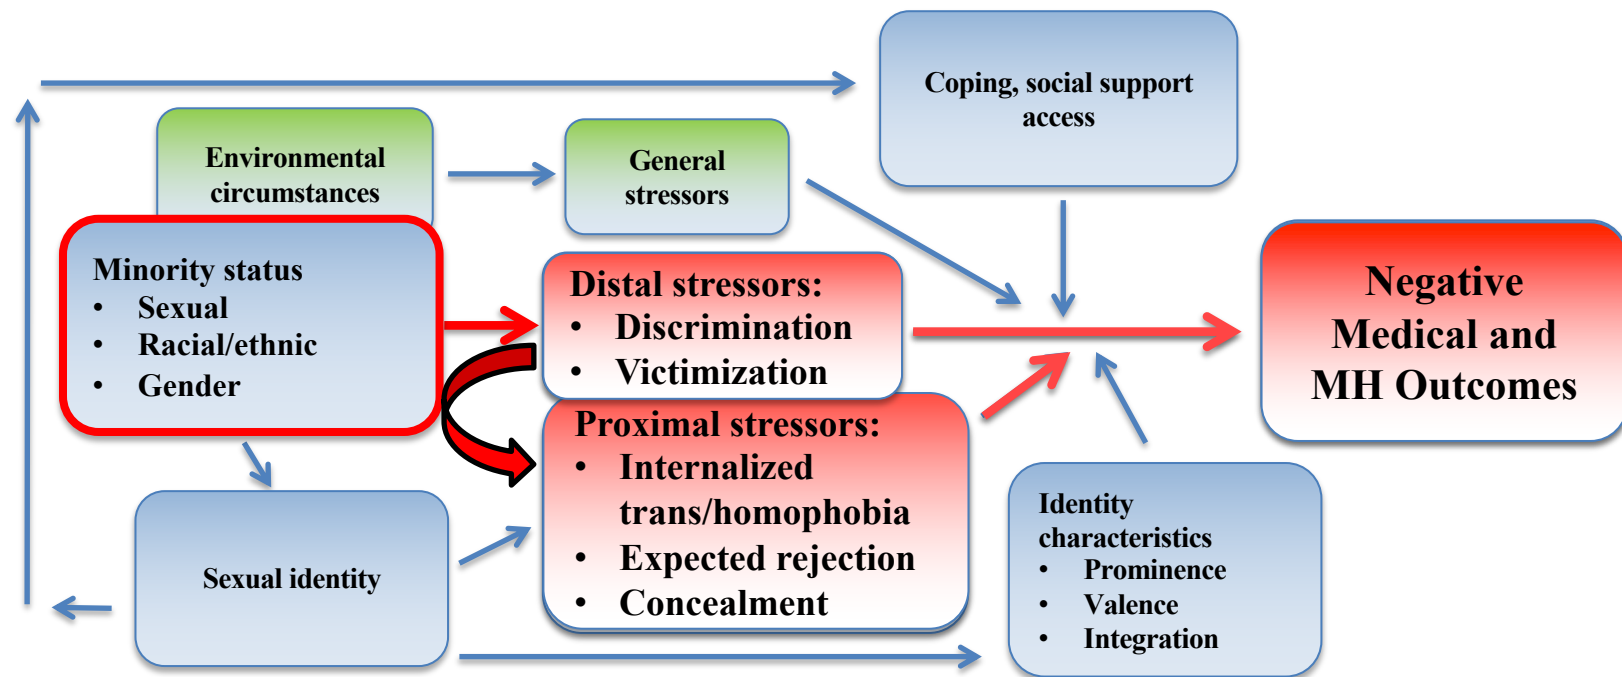 Coping, social support
access
Environmental
circumstances
General
stressors
Minority status
• Sexual
• Racial/ethnic
• Gender
Distal stressors:
• Discrimination
• Victimization
Negative
Medical and
MH Outcomes
Proximal stressors:
• Internalized
trans/homophobia
• Expected rejection
• Concealment
Sexual identity
Identity
characteristics
• Prominence
• Valence
• Integration